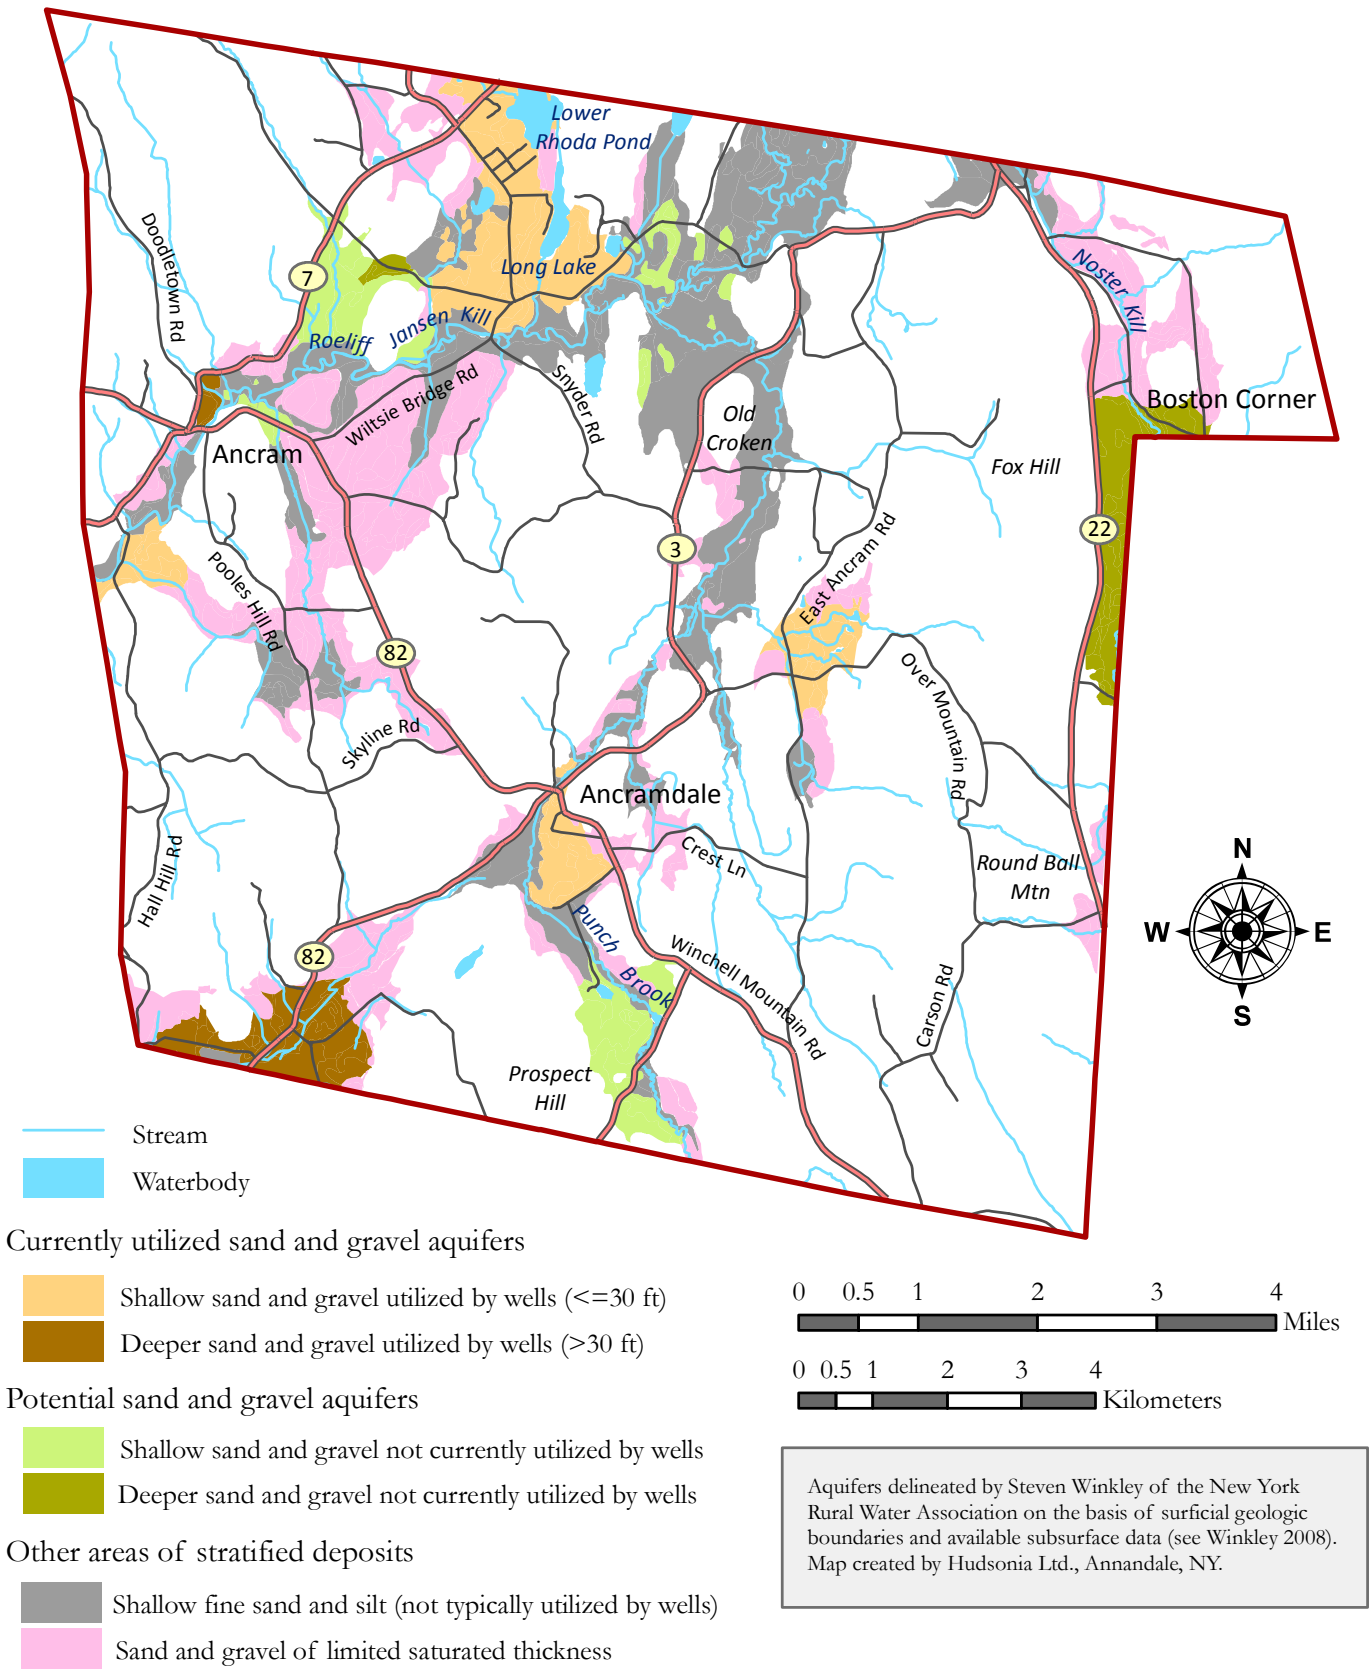 Lower
Rhoda Pond
Doodletown Rd
7
Long Lake
Noster Kill
Roeliff Jansen Kill
Wiltsie Bridge Rd
Snyder Rd
Boston Corner
Old
Croken
Ancram
Fox Hill
22
3
East Ancram Rd
Pooles Hill Rd
82
Over Mountain Rd
Skyline Rd
Ancramdale
Hall Hill Rd
Crest Ln
Round Ball
Mtn
N
W
E
S
Punch Brook
82
Winchell Mountain Rd
Carson Rd
Prospect
Hill
Stream
Waterbody
Currently utilized sand and gravel aquifers
Shallow sand and gravel utilized by wells (<=30 ft)
Deeper sand and gravel utilized by wells (>30 ft)
Potential sand and gravel aquifers
Shallow sand and gravel not currently utilized by wells
Deeper sand and gravel not currently utilized by wells
Other areas of stratified deposits
Shallow fine sand and silt (not typically utilized by wells)
Sand and gravel of limited saturated thickness
0 0.5 1 2 3 4
Miles
0 0.5 1 2 3 4
Kilometers
Aquifers delineated by Steven Winkley of the New York
Rural Water Association on the basis of surficial geologic
boundaries and available subsurface data (see Winkley 2008).
Map created by Hudsonia Ltd., Annandale, NY.